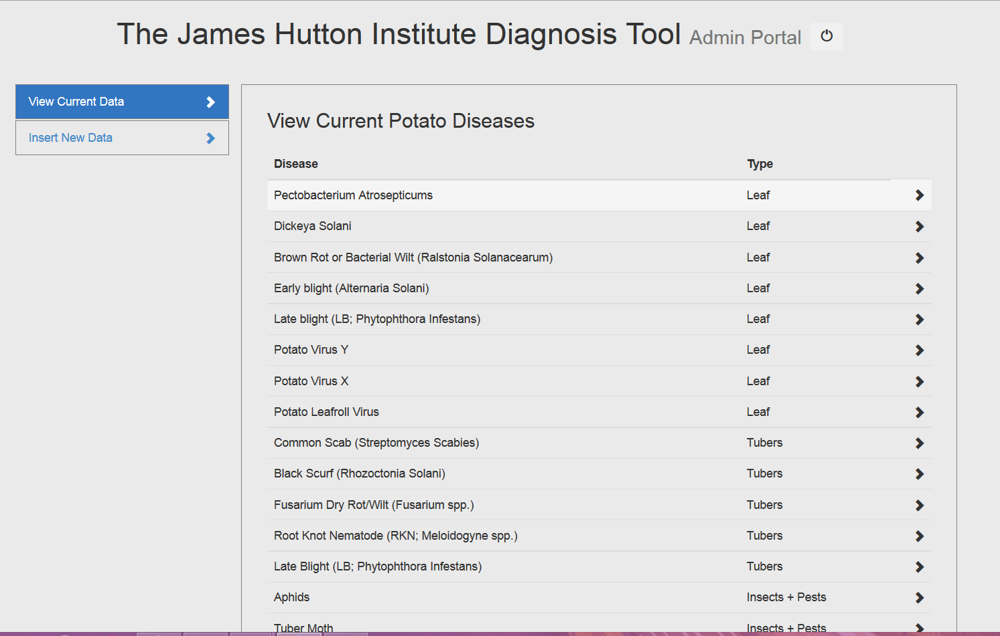 The James Hutton Institute Diagnosis Tool Admin Portal
View Current Data
Insert New Data
View Current Potato Diseases
Disease Type
Pectobacterium Atrosepticums Leaf
Dickeya Solani Leaf
Brown Rot or Bacterial Wilt (Ralstonia Solanacearum) Leaf
Early blight (Alternaria Solani) Leaf
Late blight (LB; Phytophthora Infestans) Leaf
Potato Virus Y Leaf
Potato Virus X Leaf
Potato Leafroll Virus Leaf
Common Scab (Streptomyces Scabies) Tubers
Black Scurf (Rhozoctonia Solani) Tubers
Fusarium Dry Rot/Wilt (Fusarium spp.) Tubers
Root Knot Nematode (RKN; Meloidogyne spp.) Tubers
Late Blight (LB; Phytophthora Infestans) Tubers
Aphids Insects + Pests
Tuber Moth Insects + Pests